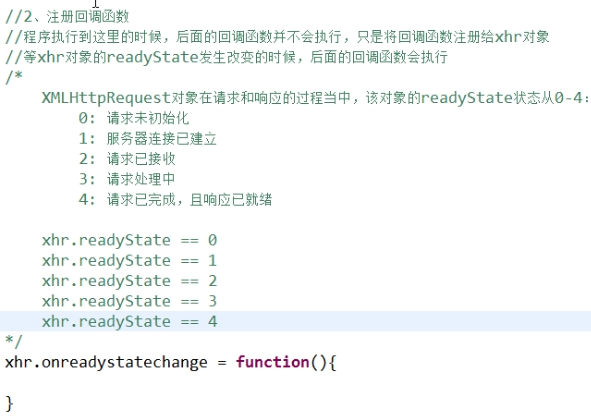 //2、注册回调函数
//程序执行到这里的时候，后面的回调函数并不会执行，只是将回调函数注册给xhr对象
//等xhr对象的readyState发生改变的时候，后面的回调函数会执行
/*
XMLHttpRequest对象在请求和响应的过程当中，该对象的readyState状态从0-4：
0: 请求未初始化
1: 服务器连接已建立
2: 请求已接收
3: 请求处理中
4: 请求已完成，且响应已就绪
xhr.readyState == 0
xhr.readyState == 1
xhr.readyState == 2
xhr.readyState == 3
xhr.readyState == 4
*/
xhr.onreadystatechange = function(){
}